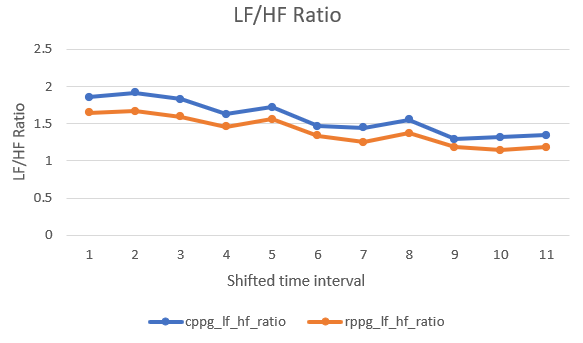 LF/HF Ratio
2.5
2
1.5
1
0.5
0
LF/HF Ratio
1 2 3 4 5 6 7 8 9 10 11
Shifted time interval
cppg_lf_hf_ratio rppg_lf_hf_ratio